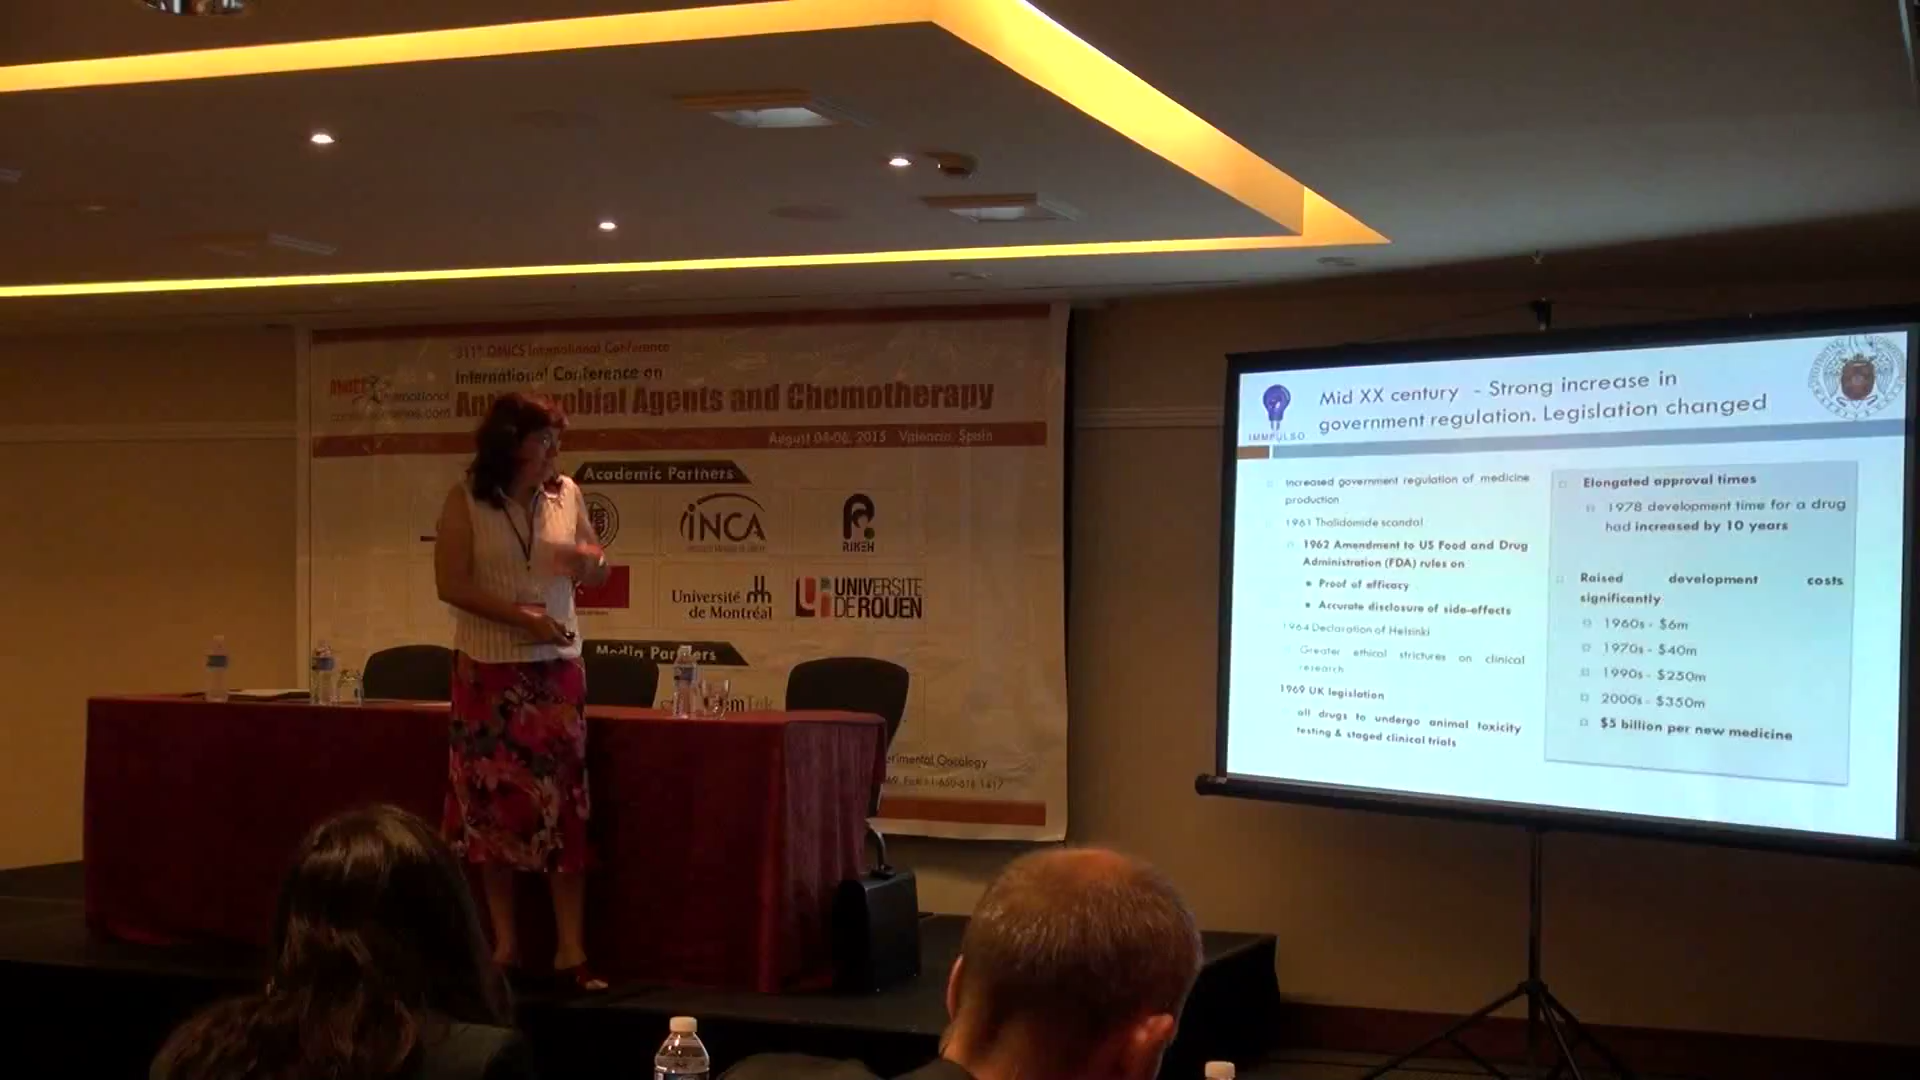 311th OMICS International Conference
International Conference on
Antimicrobial Agents and Chemotherapy
August 04-06, 2015 Valencia, Spain
Academic Partners
iNCA
RIKEN
Université
de Montréal
UNIVERSITÉ
DE ROUEN
Media Partners
Oncology
IMMPULSO
Mid XX century - Strong increase in
government regulation. Legislation changed
Increased government regulation of medicine
production
1961 Thalidomide scandal
1962 Amendment to US Food and Drug
Administration (FDA) rules on
Proof of efficacy
Accurate disclosure of side-effects
1964 Declaration of Helsinki
Greater ethical strictures on clinical
research
1969 UK legislation
all drugs to undergo animal toxicity
testing & staged clinical trials
Elongated approval times
1978 development time for a drug
had increased by 10 years
Raised development costs
significantly
1960s - $6m
1970s - $40m
1990s - $250m
2000s - $350m
$5 billion per new medicine